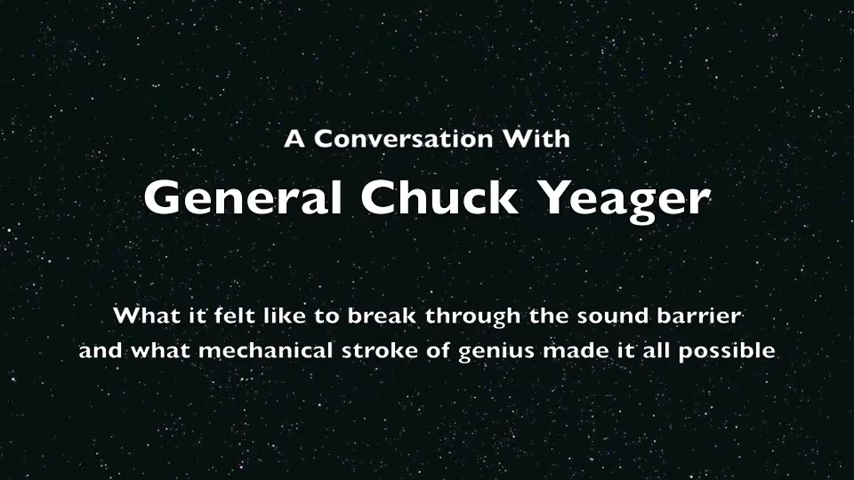 A Conversation With
General Chuck Yeager
What it felt like to break through the sound barrier
and what mechanical stroke of genius made it all possible